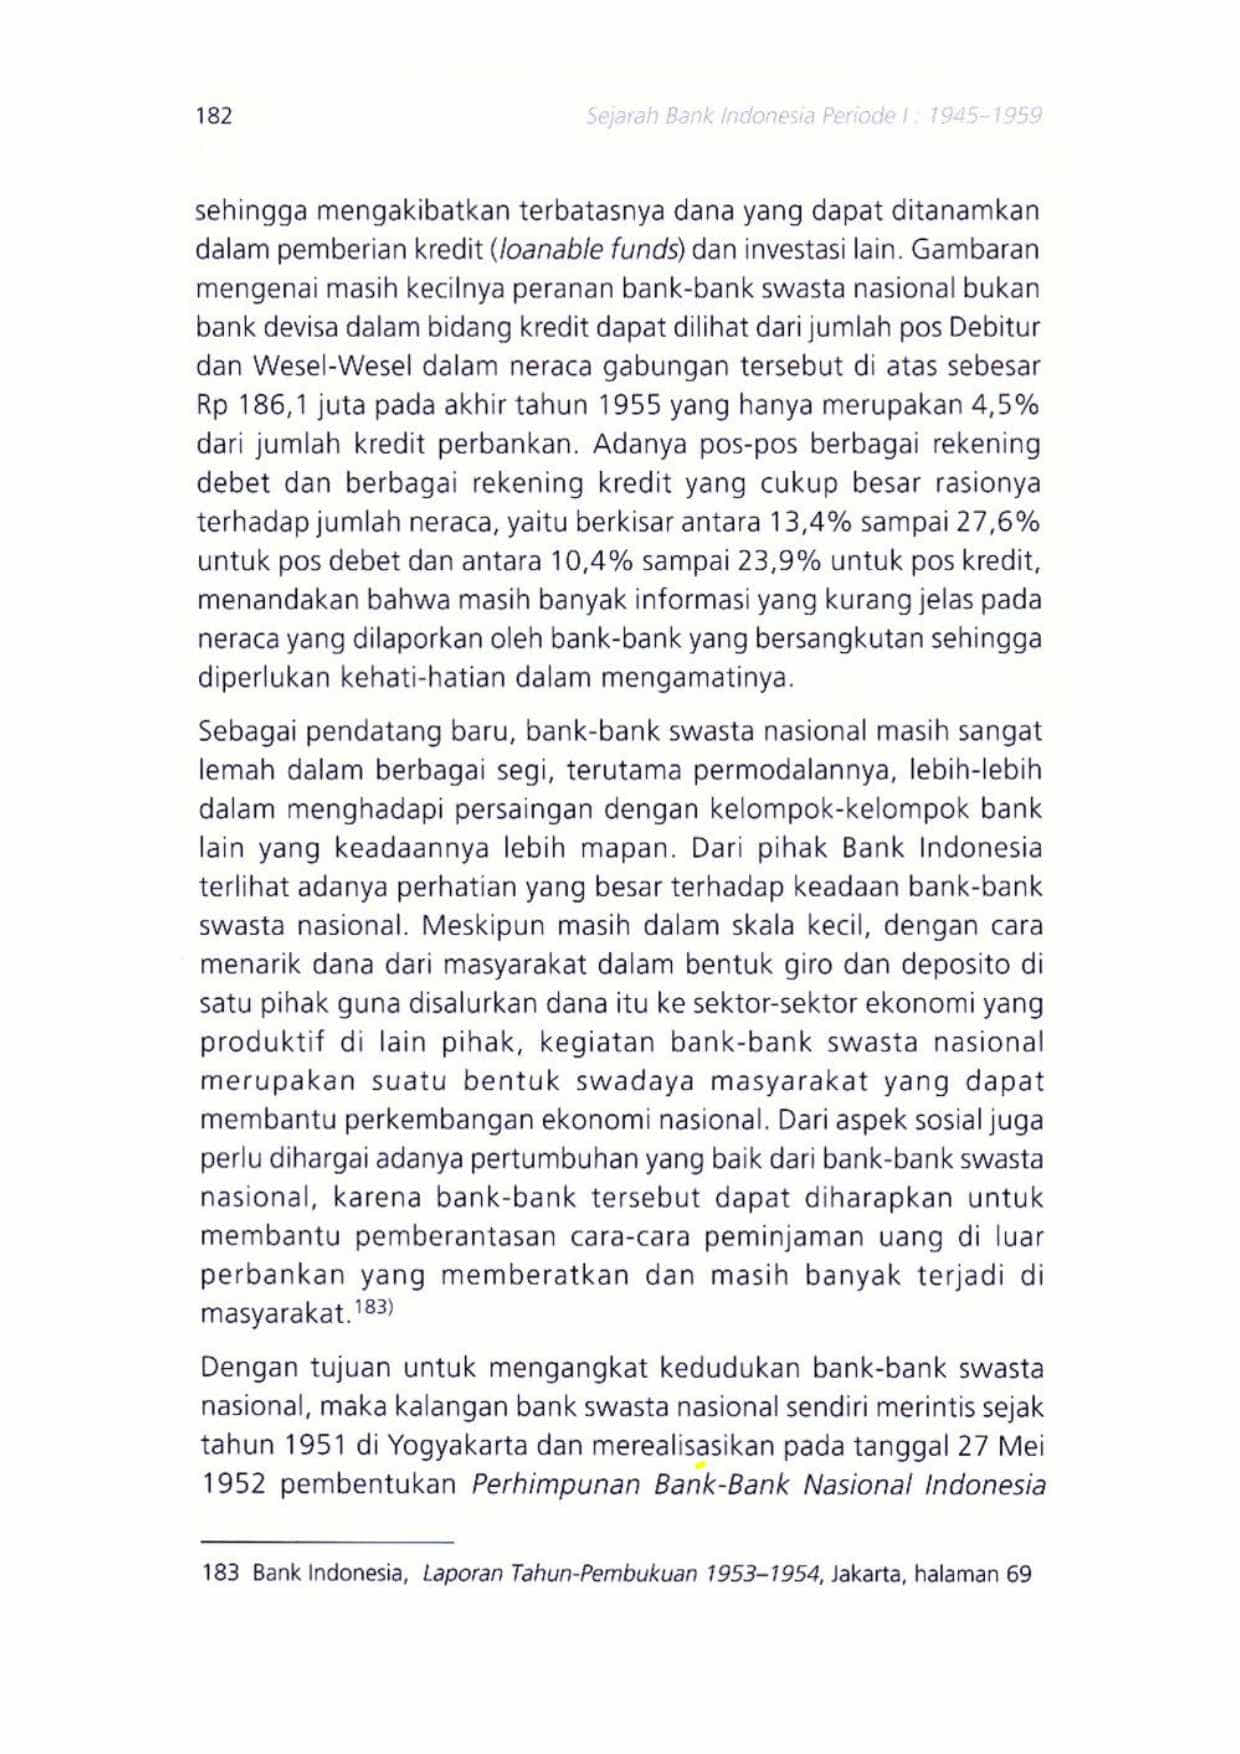 182
Sejarah Bank Indonesia Periode I : 1945–1959
sehingga mengakibatkan terbatasnya dana yang dapat ditanamkan
dalam pemberian kredit (loanable funds) dan investasi lain. Gambaran
mengenai masih kecilnya peranan bank-bank swasta nasional bukan
bank devisa dalam bidang kredit dapat dilihat dari jumlah pos Debitur
dan Wesel-Wesel dalam neraca gabungan tersebut di atas sebesar
Rp 186,1 juta pada akhir tahun 1955 yang hanya merupakan 4,5%
dari jumlah kredit perbankan. Adanya pos-pos berbagai rekening
debet dan berbagai rekening kredit yang cukup besar rasionya
terhadap jumlah neraca, yaitu berkisar antara 13,4% sampai 27,6%
untuk pos debet dan antara 10,4% sampai 23,9% untuk pos kredit,
menandakan bahwa masih banyak informasi yang kurang jelas pada
neraca yang dilaporkan oleh bank-bank yang bersangkutan sehingga
diperlukan kehati-hatian dalam mengamatinya.
Sebagai pendatang baru, bank-bank swasta nasional masih sangat
lemah dalam berbagai segi, terutama permodalannya, lebih-lebih
dalam menghadapi persaingan dengan kelompok-kelompok bank
lain yang keadaannya lebih mapan. Dari pihak Bank Indonesia
terlihat adanya perhatian yang besar terhadap keadaan bank-bank
swasta nasional. Meskipun masih dalam skala kecil, dengan cara
menarik dana dari masyarakat dalam bentuk giro dan deposito di
satu pihak guna disalurkan dana itu ke sektor-sektor ekonomi yang
produktif di lain pihak, kegiatan bank-bank swasta nasional
merupakan suatu bentuk swadaya masyarakat yang dapat
membantu perkembangan ekonomi nasional. Dari aspek sosial juga
perlu dihargai adanya pertumbuhan yang baik dari bank-bank swasta
nasional, karena bank-bank tersebut dapat diharapkan untuk
membantu pemberantasan cara-cara peminjaman uang di luar
perbankan yang memberatkan dan masih banyak terjadi di
masyarakat.183)
Dengan tujuan untuk mengangkat kedudukan bank-bank swasta
nasional, maka kalangan bank swasta nasional sendiri merintis sejak
tahun 1951 di Yogyakarta dan merealisasikan pada tanggal 27 Mei
1952 pembentukan Perhimpunan Bank-Bank Nasional Indonesia
183 Bank Indonesia, Laporan Tahun-Pembukuan 1953–1954, Jakarta, halaman 69